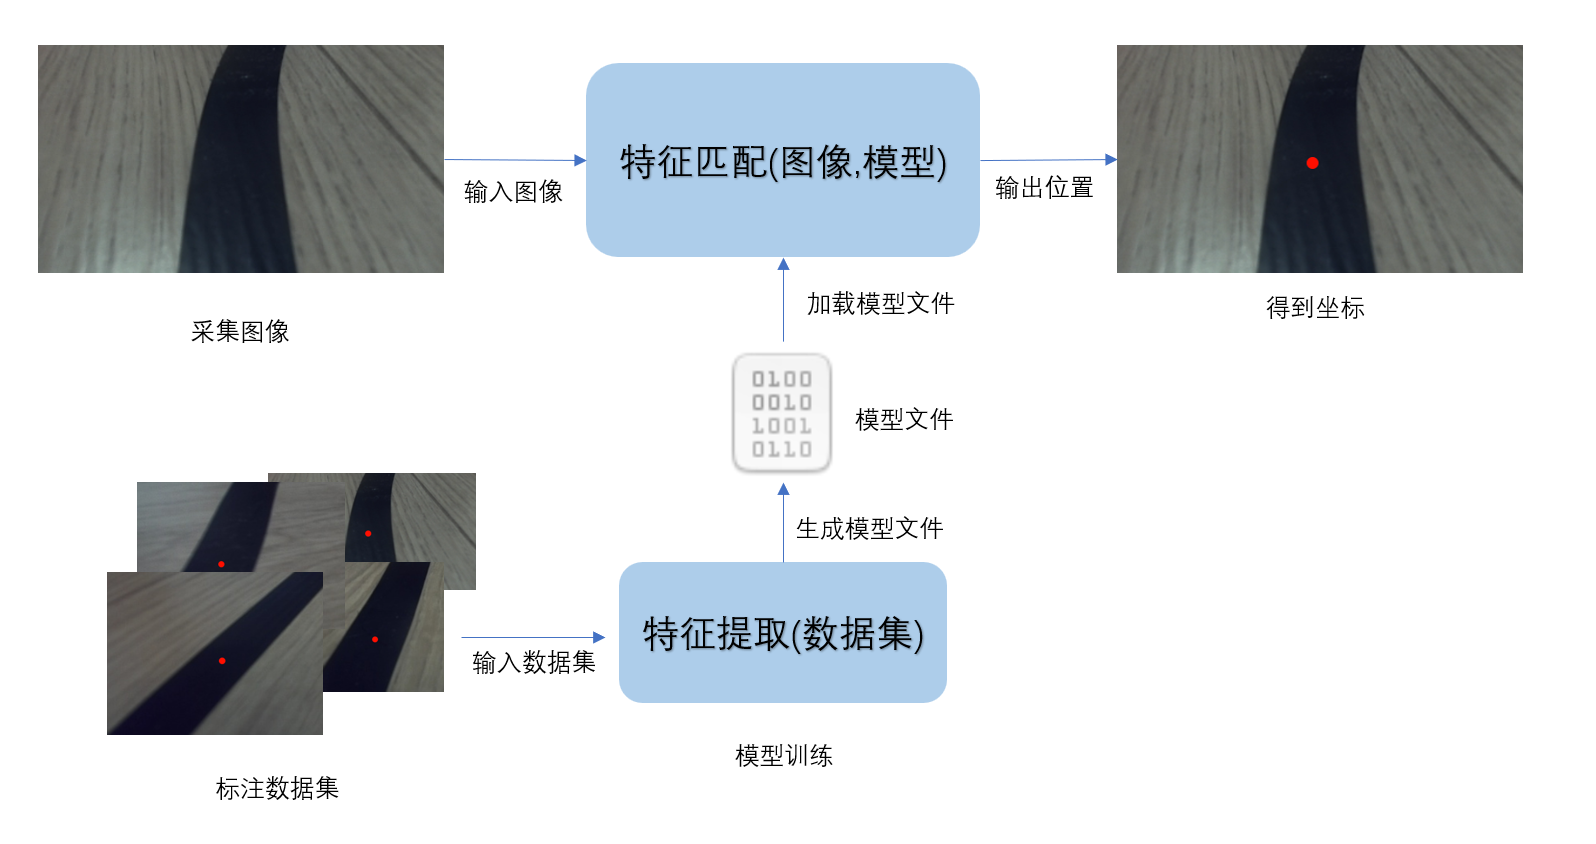 特征匹配(图像,模型)
输入图像
输出位置
采集图像
加载模型文件
得到坐标
0100
0010
1001
0110
模型文件
生成模型文件
特征提取(数据集)
输入数据集
模型训练
标注数据集